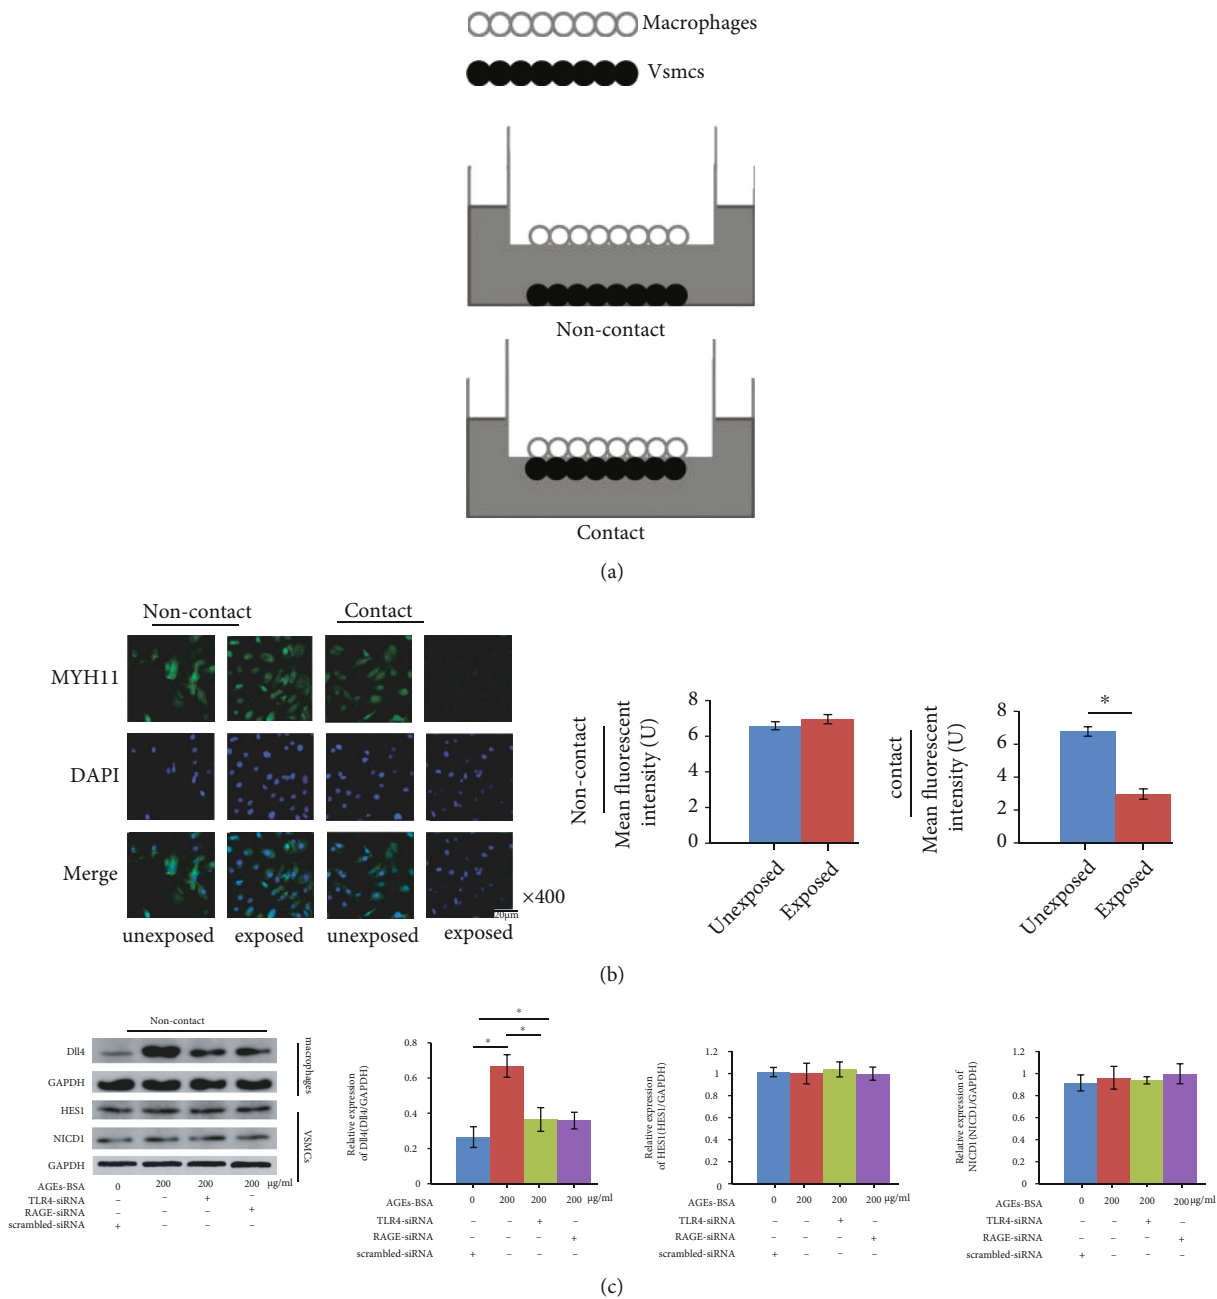 Macrophages
Vsmcs
Non-contact
Contact
(a)
Non-contact Contact
MYH11
DAPI
Merge
×400
20μm
unexposed exposed unexposed exposed
Non-contact
Mean fluorescent
intensity (U)
8
6
4
2
0
Unexposed Exposed
contact
Mean fluorescent
intensity (U)
8
6
4
2
0
*
Unexposed Exposed
(b)
Non-contact
Dll4
GAPDH
HES1
NICD1
GAPDH
macrophages
VSMCs
AGEs-BSA 0 200 200 200 μg/ml
TLR4-siRNA – – + –
RAGE-siRNA – – – +
scrambled-siRNA + – – –
Relative expression
of Dll4(Dll4/GAPDH)
0.8
0.6
0.4
0.2
0
*
* *
AGEs-BSA 0 200 200 200 μg/ml
TLR4-siRNA – – + –
RAGE-siRNA – – – +
scrambled-siRNA + – – –
Relative expression
of HES1(HES1/GAPDH)
1.2
1
0.8
0.6
0.4
0.2
0
AGEs-BSA 0 200 200 200 μg/ml
TLR4-siRNA – – + –
RAGE-siRNA – – – +
scrambled-siRNA + – – –
Relative expression of
NICD1(NICD1/GAPDH)
1.2
1
0.8
0.6
0.4
0.2
0
AGEs-BSA 0 200 200 200 μg/ml
TLR4-siRNA – – + –
RAGE-siRNA – – – +
scrambled-siRNA + – – –
(c)